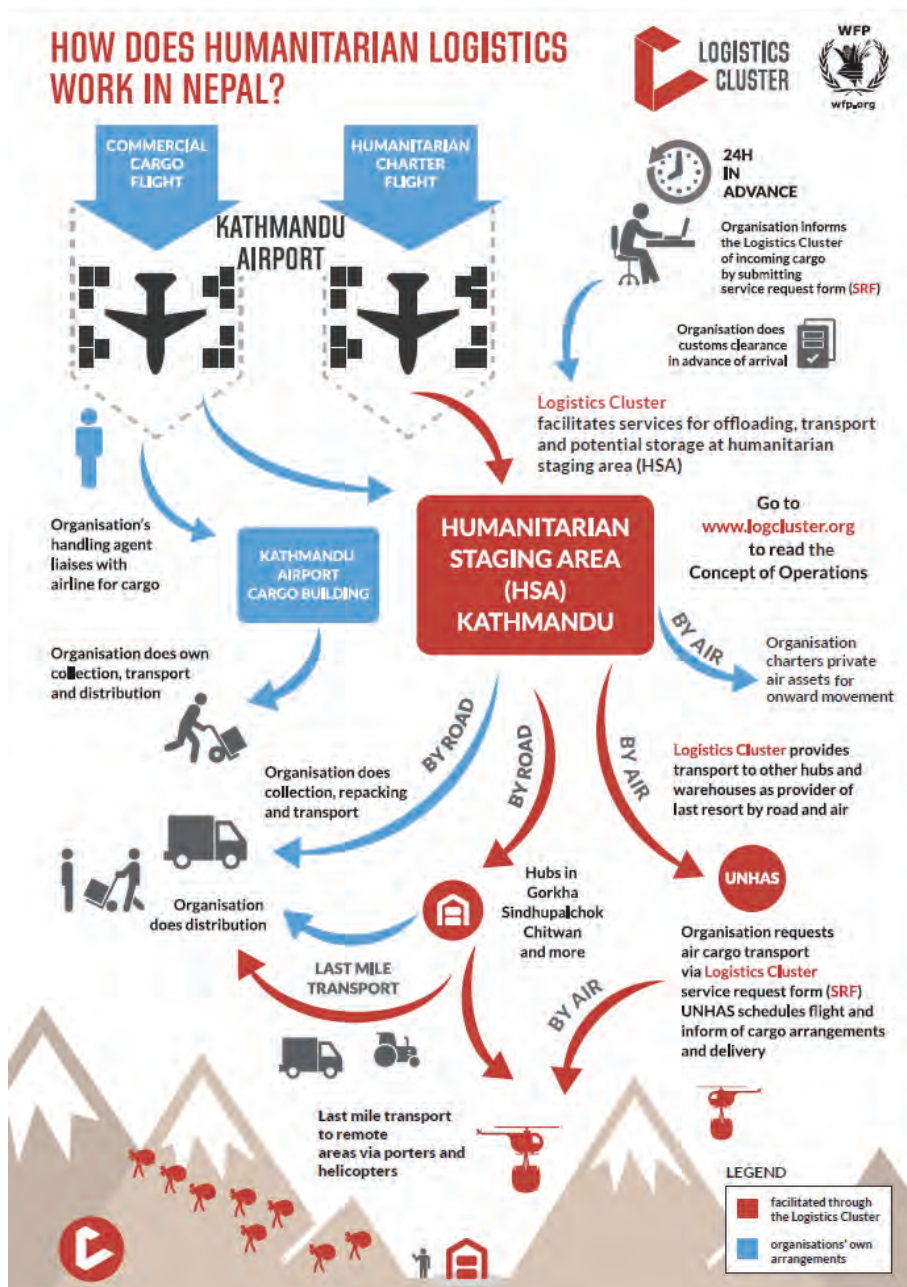 HOW DOES HUMANITARIAN LOGISTICS
WORK IN NEPAL?
LOGISTICS
CLUSTER
WFP
wfp.org
COMMERCIAL
CARGO
FLIGHT
HUMANITARIAN
CHARTER
FLIGHT
KATHMANDU
AIRPORT
24H
IN
ADVANCE
Organisation informs
the Logistics Cluster
of incoming cargo
by submitting
service request form (SRF)
Organisation does
customs clearance
in advance of arrival
Logistics Cluster
facilitates services for offloading, transport
and potential storage at humanitarian
staging area (HSA)
Organisation's
handling agent
liaises with
airline for cargo
KATHMANDU
AIRPORT
CARGO BUILDING
HUMANITARIAN
STAGING AREA
(HSA)
KATHMANDU
Go to
www.logcluster.org
to read the
Concept of Operations
Organisation does own
collection, transport
and distribution
BY AIR
Organisation
charters private
air assets for
onward movement
BY ROAD
BY ROAD
BY AIR
Organisation does
collection, repacking
and transport
Logistics Cluster provides
transport to other hubs and
warehouses as provider of
last resort by road and air
UNHAS
Organisation
does distribution
Hubs in
Gorkha
Sindhupalchok
Chitwan
and more
Organisation requests
air cargo transport
via Logistics Cluster
service request form (SRF)
UNHAS schedules flight and
inform of cargo arrangements
and delivery
LAST MILE
TRANSPORT
BY AIR
Last mile transport
to remote
areas via porters and
helicopters
LEGEND
facilitated through
the Logistics Cluster
organisations' own
arrangements